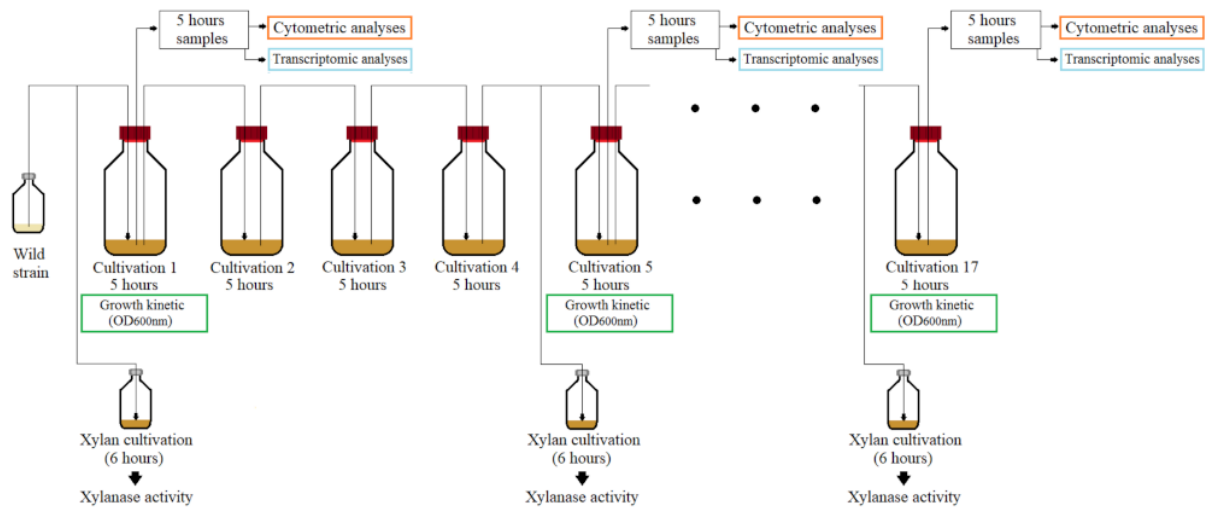 5 hours
samples
Cytometric analyses
Transcriptomic analyses
5 hours
samples
Cytometric analyses
Transcriptomic analyses
5 hours
samples
Cytometric analyses
Transcriptomic analyses
Wild
strain
Cultivation 1
5 hours
Growth kinetic
(OD600nm)
Cultivation 2
5 hours
Cultivation 3
5 hours
Cultivation 4
5 hours
Cultivation 5
5 hours
Growth kinetic
(OD600nm)
Cultivation 17
5 hours
Growth kinetic
(OD600nm)
Xylan cultivation
(6 hours)
Xylanase activity
Xylan cultivation
(6 hours)
Xylanase activity
Xylan cultivation
(6 hours)
Xylanase activity